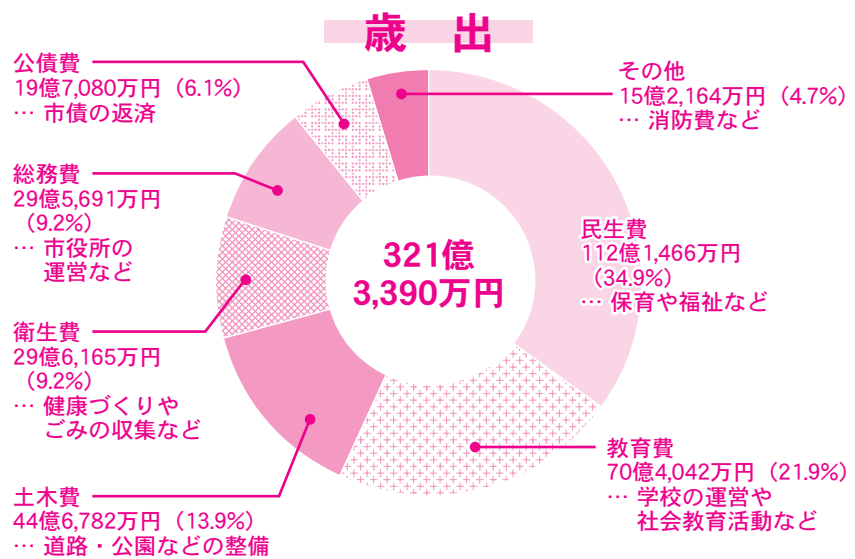 歳 出
公債費
19億7,080万円（6.1%）
… 市債の返済
総務費
29億5,691万円
（9.2%）
… 市役所の
運営など
衛生費
29億6,165万円
（9.2%）
… 健康づくりや
ごみの収集など
土木費
44億6,782万円（13.9%）
… 道路・公園などの整備
321億
3,390万円
その他
15億2,164万円（4.7%）
… 消防費など
民生費
112億1,466万円
（34.9%）
… 保育や福祉など
教育費
70億4,042万円（21.9%）
… 学校の運営や
社会教育活動など